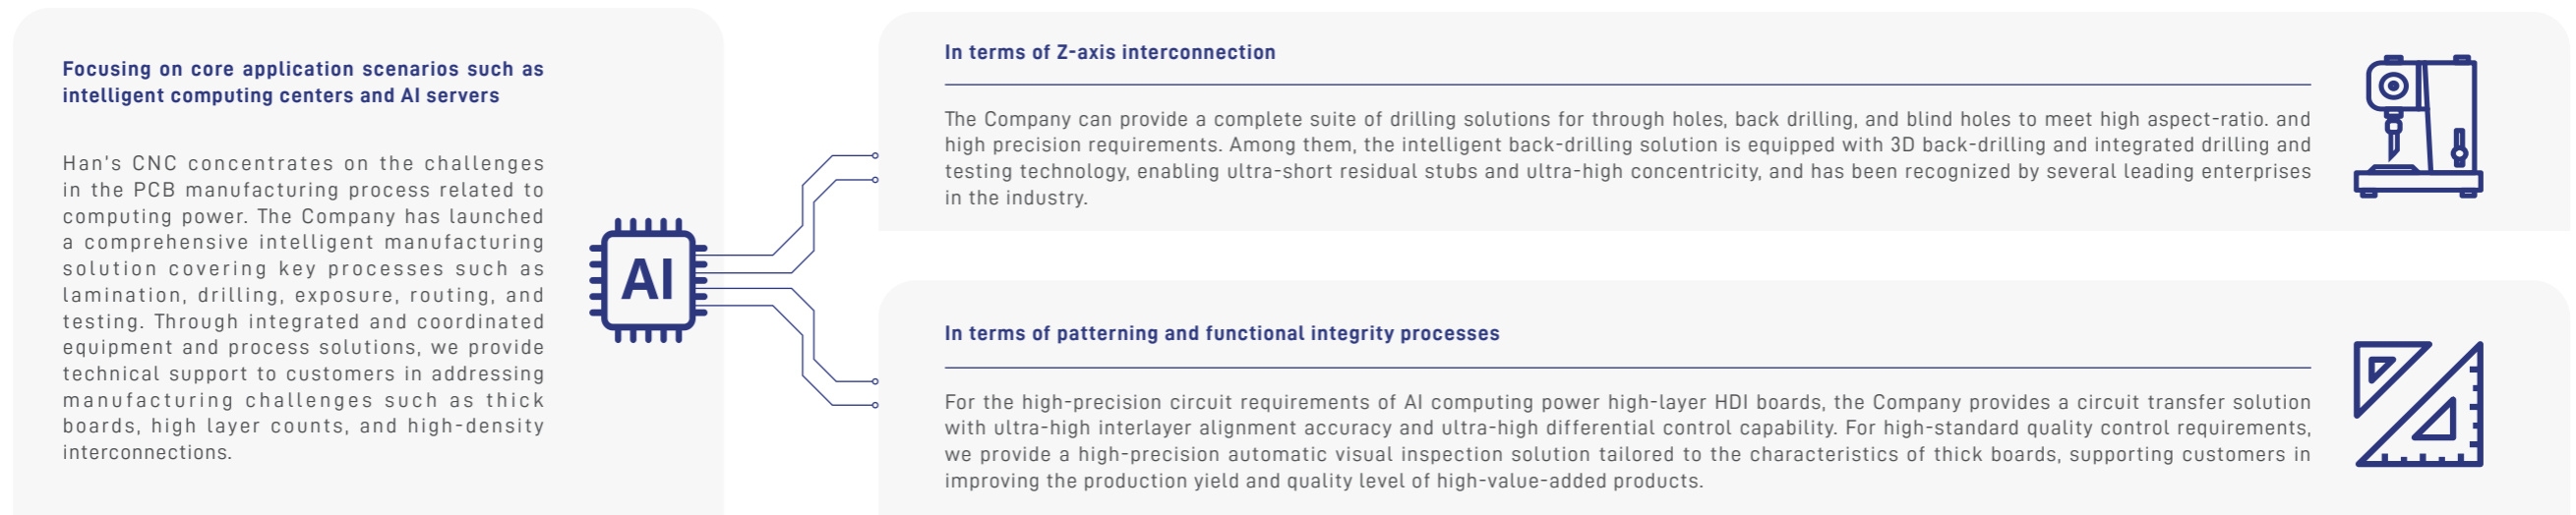 Focusing on core application scenarios such as
intelligent computing centers and AI servers
Han's CNC concentrates on the challenges
in the PCB manufacturing process related to
computing power. The Company has launched
a comprehensive intelligent manufacturing
solution covering key processes such as
lamination, drilling, exposure, routing, and
testing. Through integrated and coordinated
equipment and process solutions, we provide
technical support to customers in addressing
manufacturing challenges such as thick
boards, high layer counts, and high-density
interconnections.
AI
In terms of Z-axis interconnection
The Company can provide a complete suite of drilling solutions for through holes, back drilling, and blind holes to meet high aspect-ratio. and
high precision requirements. Among them, the intelligent back-drilling solution is equipped with 3D back-drilling and integrated drilling and
testing technology, enabling ultra-short residual stubs and ultra-high concentricity, and has been recognized by several leading enterprises
in the industry.
In terms of patterning and functional integrity processes
For the high-precision circuit requirements of AI computing power high-layer HDI boards, the Company provides a circuit transfer solution
with ultra-high interlayer alignment accuracy and ultra-high differential control capability. For high-standard quality control requirements,
we provide a high-precision automatic visual inspection solution tailored to the characteristics of thick boards, supporting customers in
improving the production yield and quality level of high-value-added products.